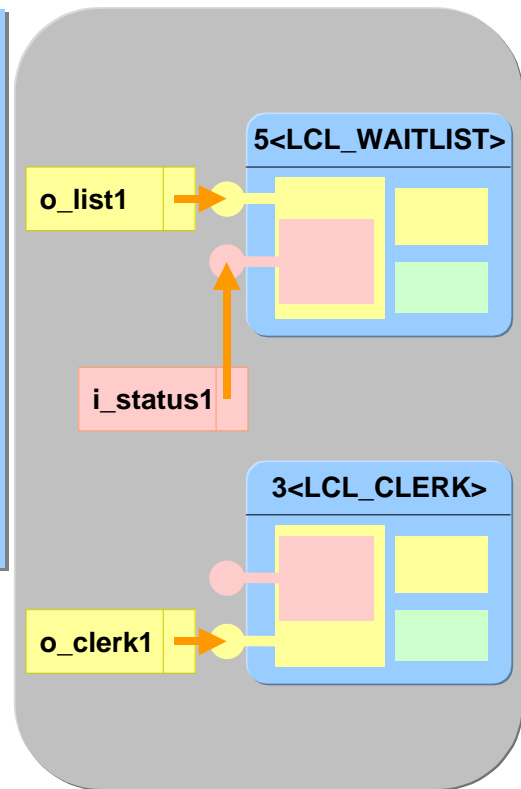 5<LCL_WAITLIST>
o_list1
i_status1
3<LCL_CLERK>
o_clerk1